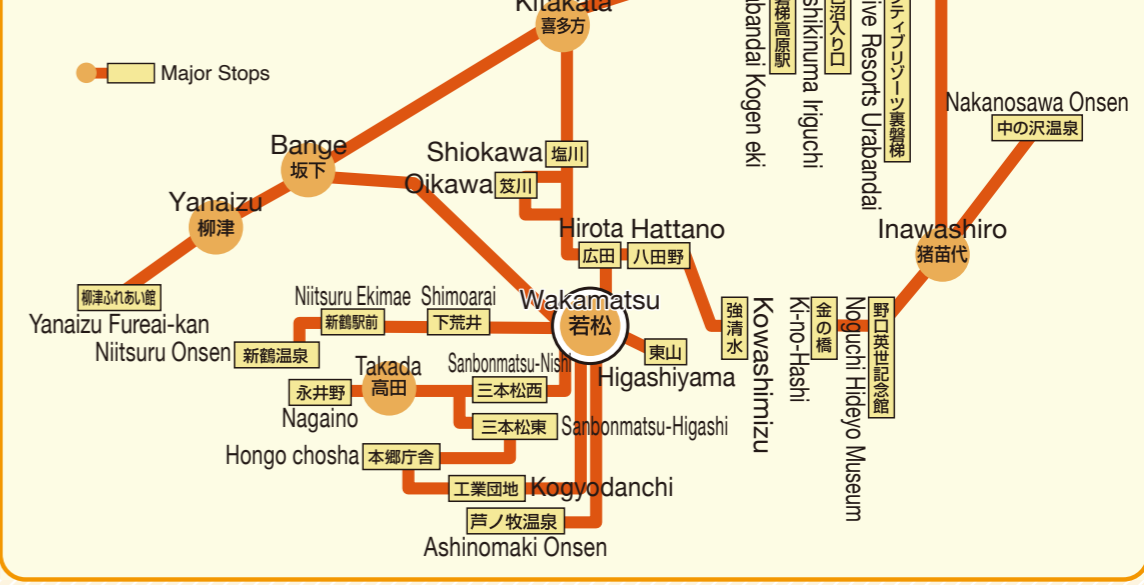 Kitakata
喜多方
磐梯高原駅
abandai Kogen eki
沼入り口
shikinuma Iriguchi
ティブリゾーツ裏磐梯
ive Resorts Urabandai
Major Stops
Nakanosawa Onsen
中の沢温泉
Bange
坂下
Shiokawa
塩川
Oikawa
笈川
Yanaizu
柳津
Hirota
広田
Hattano
八田野
Inawashiro
猪苗代
柳津ふれあい館
Yanaizu Fureai-kan
Niitsuru Ekimae
新鶴駅前
Shimoarai
下荒井
Wakamatsu
若松
強清水
Kowashimizu
金の橋
Ki-no-Hashi
野口英世記念館
Noguchi Hideyo Museum
Niitsuru Onsen
新鶴温泉
東山
Higashiyama
Takada
高田
Sanbonmatsu-Nishi
三本松西
永井野
Nagaino
三本松東
Sanbonmatsu-Higashi
Hongo chosha
本郷庁舎
工業団地
Kogyodanchi
芦ノ牧温泉
Ashinomaki Onsen